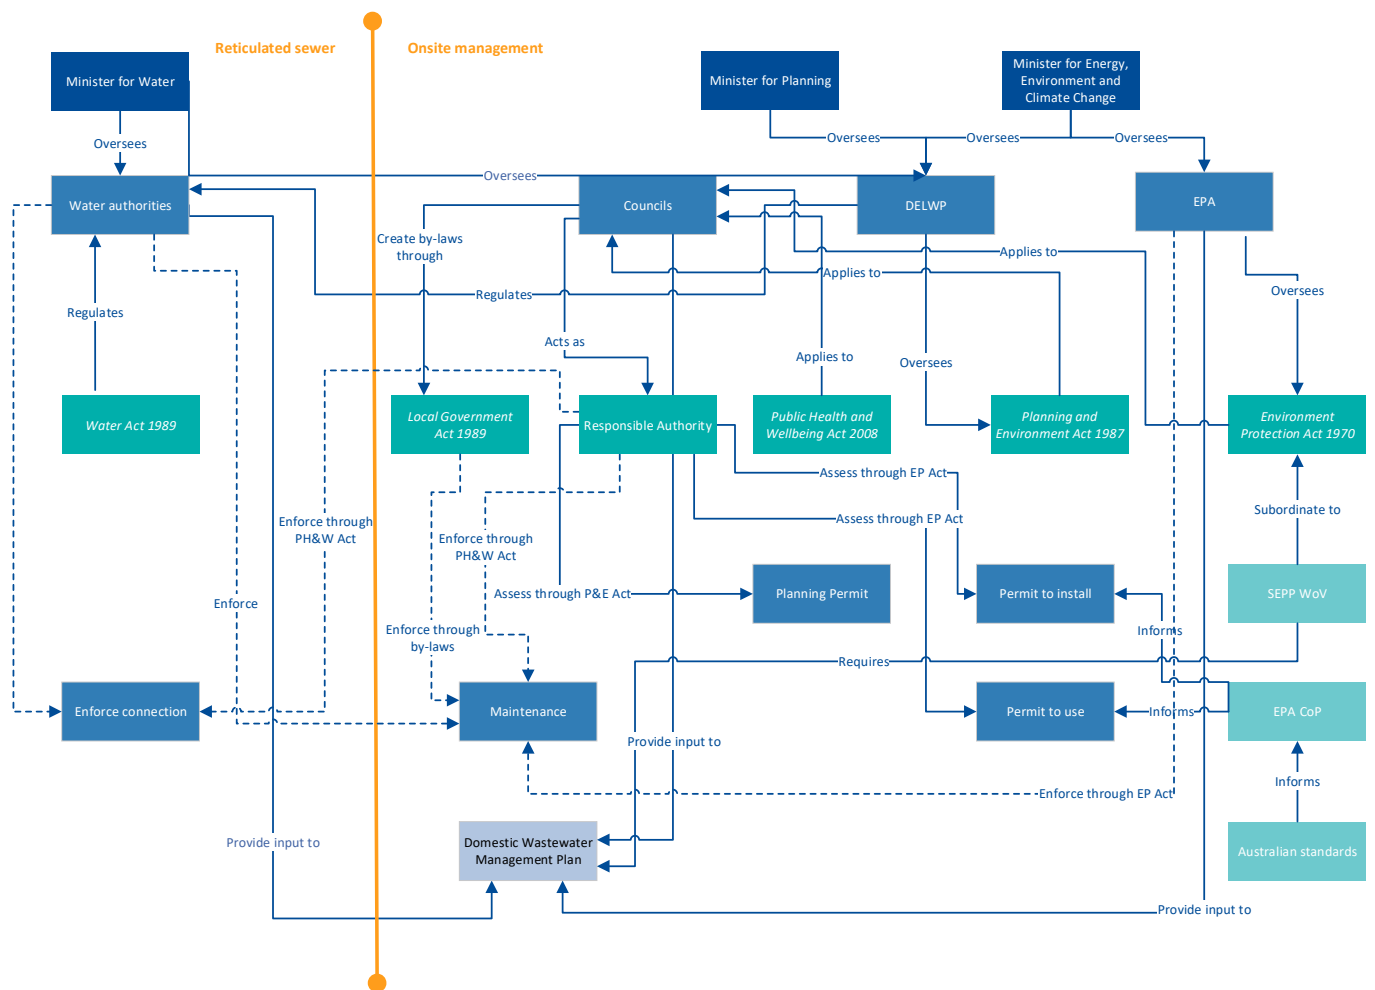 Reticulated sewer
Onsite management
Minister for Water
Minister for Planning
Minister for Energy,
Environment and
Climate Change
Oversees
Oversees
Oversees
Oversees
Oversees
Water authorities
Councils
DELWP
EPA
Create by-laws
through
Applies to
Applies to
Regulates
Oversees
Regulates
Acts as
Applies to
Oversees
Water Act 1989
Local Government
Act 1989
Responsible Authority
Public Health and
Wellbeing Act 2008
Planning and
Environment Act 1987
Environment
Protection Act 1970
Assess through EP Act
Subordinate to
Assess through EP Act
Enforce through
PH&W Act
Enforce through
PH&W Act
Enforce
Assess through P&E Act
Planning Permit
Permit to install
SEPP WoV
Enforce through
by-laws
Informs
Requires
Enforce connection
Maintenance
Permit to use
Informs
EPA CoP
Provide input to
Informs
Enforce through EP Act
Provide input to
Domestic Wastewater
Management Plan
Australian standards
Provide input to